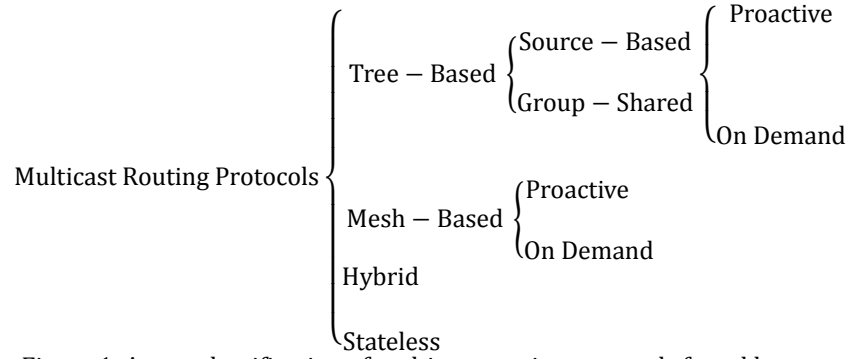 Proactive
Source − Based
Tree − Based
Group − Shared
On Demand
Multicast Routing Protocols
Proactive
Mesh − Based
On Demand
Hybrid
Stateless